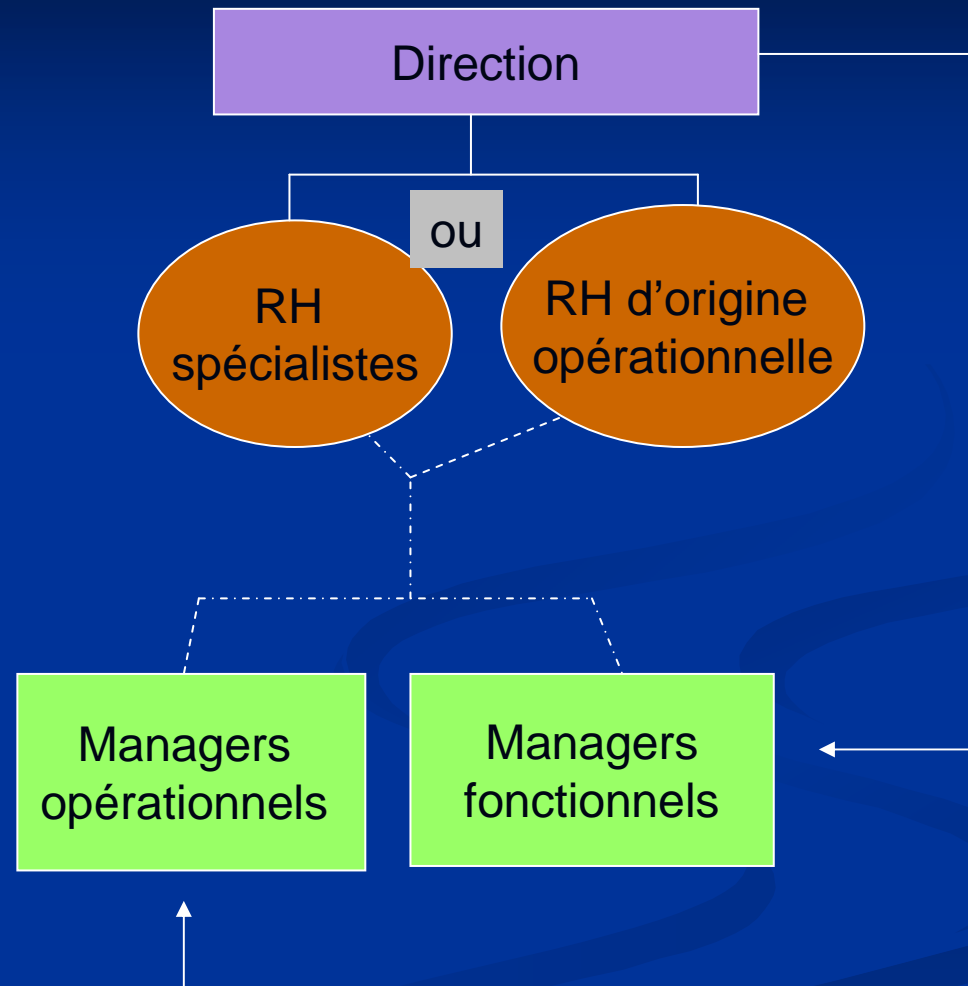 Direction
ou
RH
spécialistes
RH d’origine
opérationnelle
Managers
opérationnels
Managers
fonctionnels